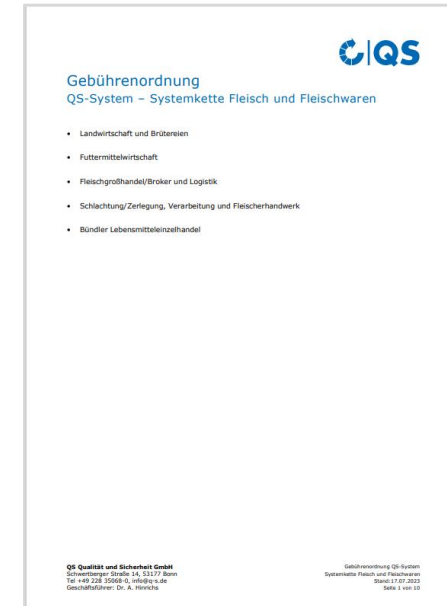 QS
Gebührenordnung
QS-System – Systemkette Fleisch und Fleischwaren
• Landwirtschaft und Brütereien
• Futtermittelwirtschaft
• Fleischgroßhandel/Broker und Logistik
• Schlachtung/Zerlegung, Verarbeitung und Fleischerhandwerk
• Bündler Lebensmitteleinzelhandel
QS Qualität und Sicherheit GmbH
Schwertberger Straße 14, 53177 Bonn
Tel +49 228 35068-0, info@q-s.de
Geschäftsführer: Dr. A. Hinrichs
Gebührenordnung QS-System
Systemkette Fleisch und Fleischwaren
Stand: 17.07.2023
Seite 1 von 10